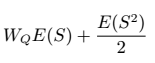 W_Q E(S) + \frac{E(S^2)}{2}